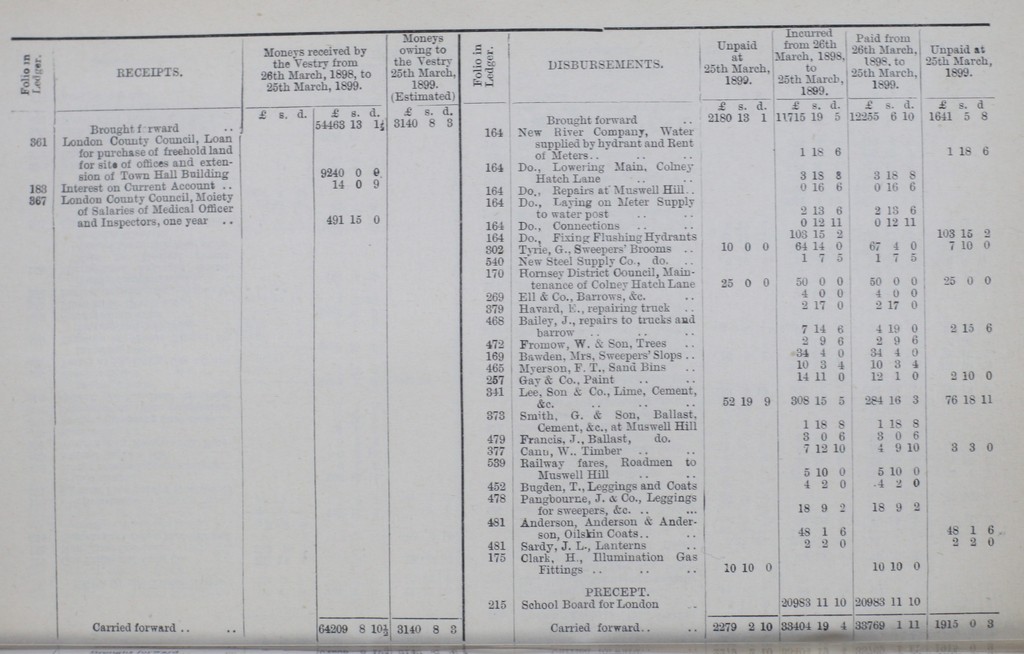 Folio in Ledger.
RECEIPTS.
Moneys received by the Vestry from 26th March, 1898, to 25th March, 1899.
Moneys owing to the Vestry 25th March, 1899. (Estimated)
£ s. d. £ s. d. £ s. d.
Brought forward .. 54463 13 1½ 3140 8 3
361 London County Council, Loan
for purchase of freehold land
for site of offices and exten-
sion of Town Hall Building 9240 0 0
183 Interest on Current Account .. 14 0 9
367 London County Council, Moiety
of Salaries of Medical Officer
and Inspectors, one year .. 491 15 0
Carried forward .. .. 64209 8 10½ 3140 8 3
Folio in Ledger.
DISBURSEMENTS.
Unpaid at 25th March, 1899.
Incurred from 26th March, 1898, to 25th March, 1899.
Paid from 26th March, 1898, to 25th March, 1899.
Unpaid at 25th March, 1899.
£ s. d. £ s. d. £ s. d. £ s. d
Brought forward .. 2180 13 1 11715 19 5 12255 6 10 1641 5 8
164 New River Company, Water
supplied by hydrant and Rent
of Meters.. .. .. 1 18 6 1 18 6
164 Do., Lowering Main, Colney
Hatch Lane .. .. 3 18 8 3 18 8
164 Do., Repairs at Muswell Hill.. 0 16 6 0 16 6
164 Do., Laying on Meter Supply
to water post .. .. 2 13 6 2 13 6
164 Do., Connections .. .. 0 12 11 0 12 11
164 Do., Fixing Flushing Hydrants 103 15 2 103 15 2
302 Tyrie, G., Sweepers' Brooms .. 10 0 0 64 14 0 67 4 0 7 10 0
540 New Steel Supply Co., do. .. 1 7 5 1 7 5
170 Hornsey District Council, Main-
tenance of Colney Hatch Lane 25 0 0 50 0 0 50 0 0 25 0 0
269 Ell & Co., Barrows, &c. .. 4 0 0 4 0 0
379 Havard, E., repairing truck .. 2 17 0 2 17 0
468 Bailey, J., repairs to trucks and
barrow .. .. .. 7 14 6 4 19 0 2 15 6
472 Fromow, W. & Son, Trees .. 2 9 6 2 9 6
169 Bawden, Mrs, Sweepers' Slops .. 34 4 0 34 4 0
465 Myerson, F. T., Sand Bins .. 10 3 4 10 3 4
257 Gay & Co., Paint .. .. 14 11 0 12 1 0 2 10 0
341 Lee, Son & Co., Lime, Cement,
&c. .. .. .. 52 19 9 308 15 5 284 16 3 76 18 11
373 Smith, G. & Son, Ballast,
Cement, &c., at Muswell Hill 1 18 8 1 18 8
479 Francis, J., Ballast, do. 3 0 6 3 0 6
377 Cann, W.. Timber .. .. 7 12 10 4 9 10 3 3 0
539 Railway fares, Roadmen to
Muswell Hill .. .. 5 10 0 5 10 0
452 Bugden, T., Leggings and Coats 4 2 0 4 2 0
478 Pangbourne, J. & Co., Leggings
for sweepers, &c. .. ... 18 9 2 18 9 2
481 Anderson, Anderson & Ander-
son, Oilskin Coats.. .. 48 1 6 48 1 6
481 Sardy, J. L., Lanterns .. 2 2 0 2 2 0
175 Clark, H., Illumination Gas
Fittings .. .. .. 10 10 0 10 10 0
PRECEPT.
215 School Board for London .. 20983 11 10 20983 11 10
Carried forward.. .. 2279 2 10 33404 19 4 33769 1 11 1915 0 3